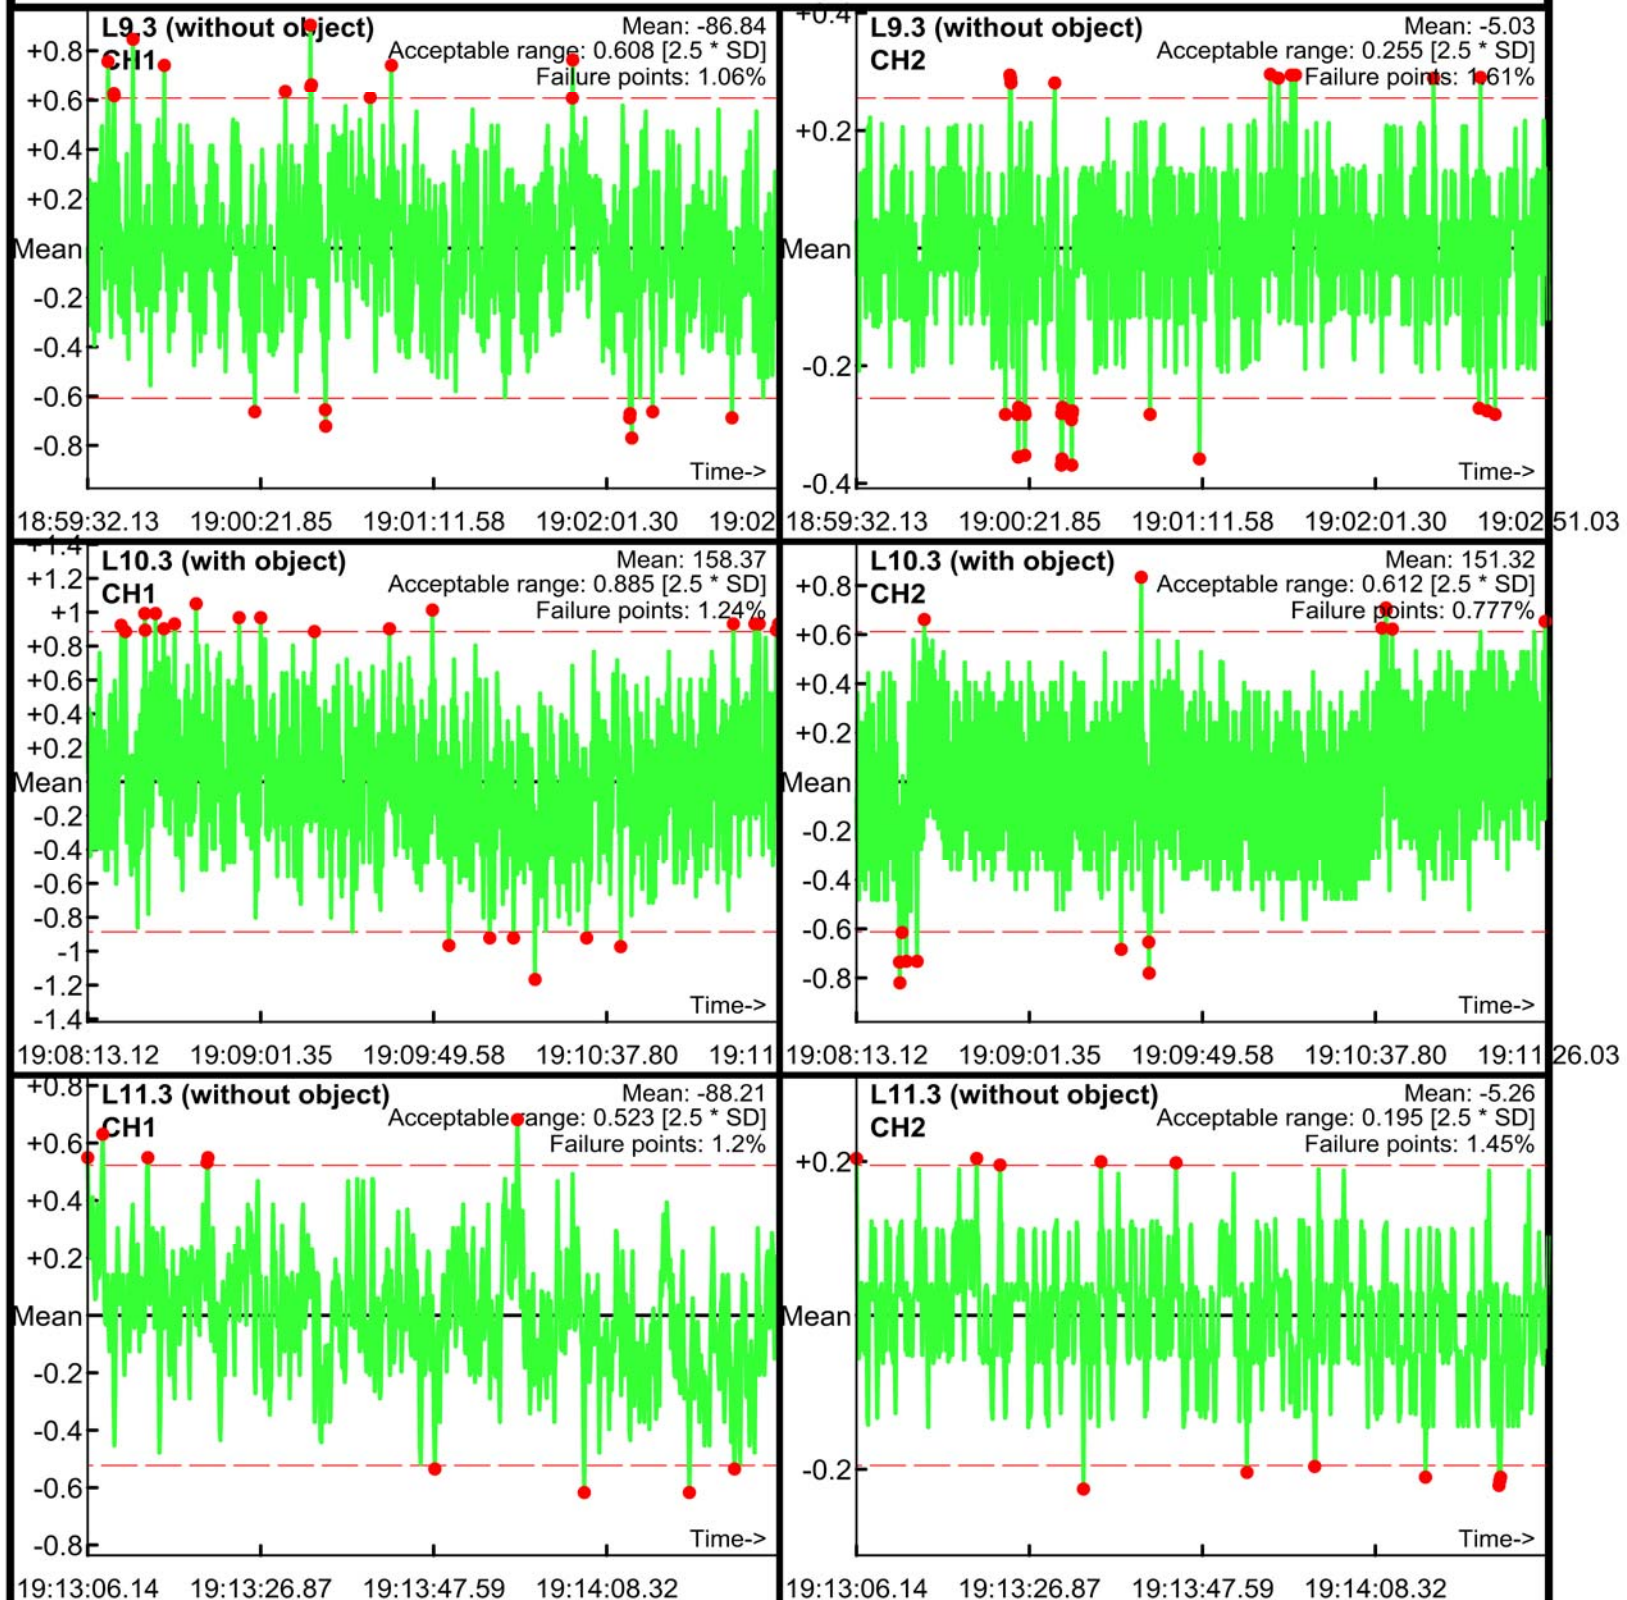 L9.3 (without object)
CH1
Mean: -86.84
Acceptable range: 0.608 [2.5 * SD]
Failure points: 1.06%
+0.8
+0.6
+0.4
+0.2
Mean
-0.2
-0.4
-0.6
-0.8
Time->
18:59:32.13 19:00:21.85 19:01:11.58 19:02:01.30 19:02
L9.3 (without object)
CH2
Mean: -5.03
Acceptable range: 0.255 [2.5 * SD]
Failure points: 1.61%
+0.4
+0.2
Mean
-0.2
-0.4
Time->
18:59:32.13 19:00:21.85 19:01:11.58 19:02:01.30 19:02:51.03
L10.3 (with object)
CH1
Mean: 158.37
Acceptable range: 0.885 [2.5 * SD]
Failure points: 1.24%
+1.4
+1.2
+1
+0.8
+0.6
+0.4
+0.2
Mean
-0.2
-0.4
-0.6
-0.8
-1
-1.2
-1.4
Time->
19:08:13.12 19:09:01.35 19:09:49.58 19:10:37.80 19:11
L10.3 (with object)
CH2
Mean: 151.32
Acceptable range: 0.612 [2.5 * SD]
Failure points: 0.777%
+0.8
+0.6
+0.4
+0.2
Mean
-0.2
-0.4
-0.6
-0.8
Time->
19:08:13.12 19:09:01.35 19:09:49.58 19:10:37.80 19:11:26.03
L11.3 (without object)
CH1
Mean: -88.21
Acceptable range: 0.523 [2.5 * SD]
Failure points: 1.2%
+0.8
+0.6
+0.4
+0.2
Mean
-0.2
-0.4
-0.6
-0.8
Time->
19:13:06.14 19:13:26.87 19:13:47.59 19:14:08.32
L11.3 (without object)
CH2
Mean: -5.26
Acceptable range: 0.195 [2.5 * SD]
Failure points: 1.45%
+0.2
Mean
-0.2
Time->
19:13:06.14 19:13:26.87 19:13:47.59 19:14:08.32